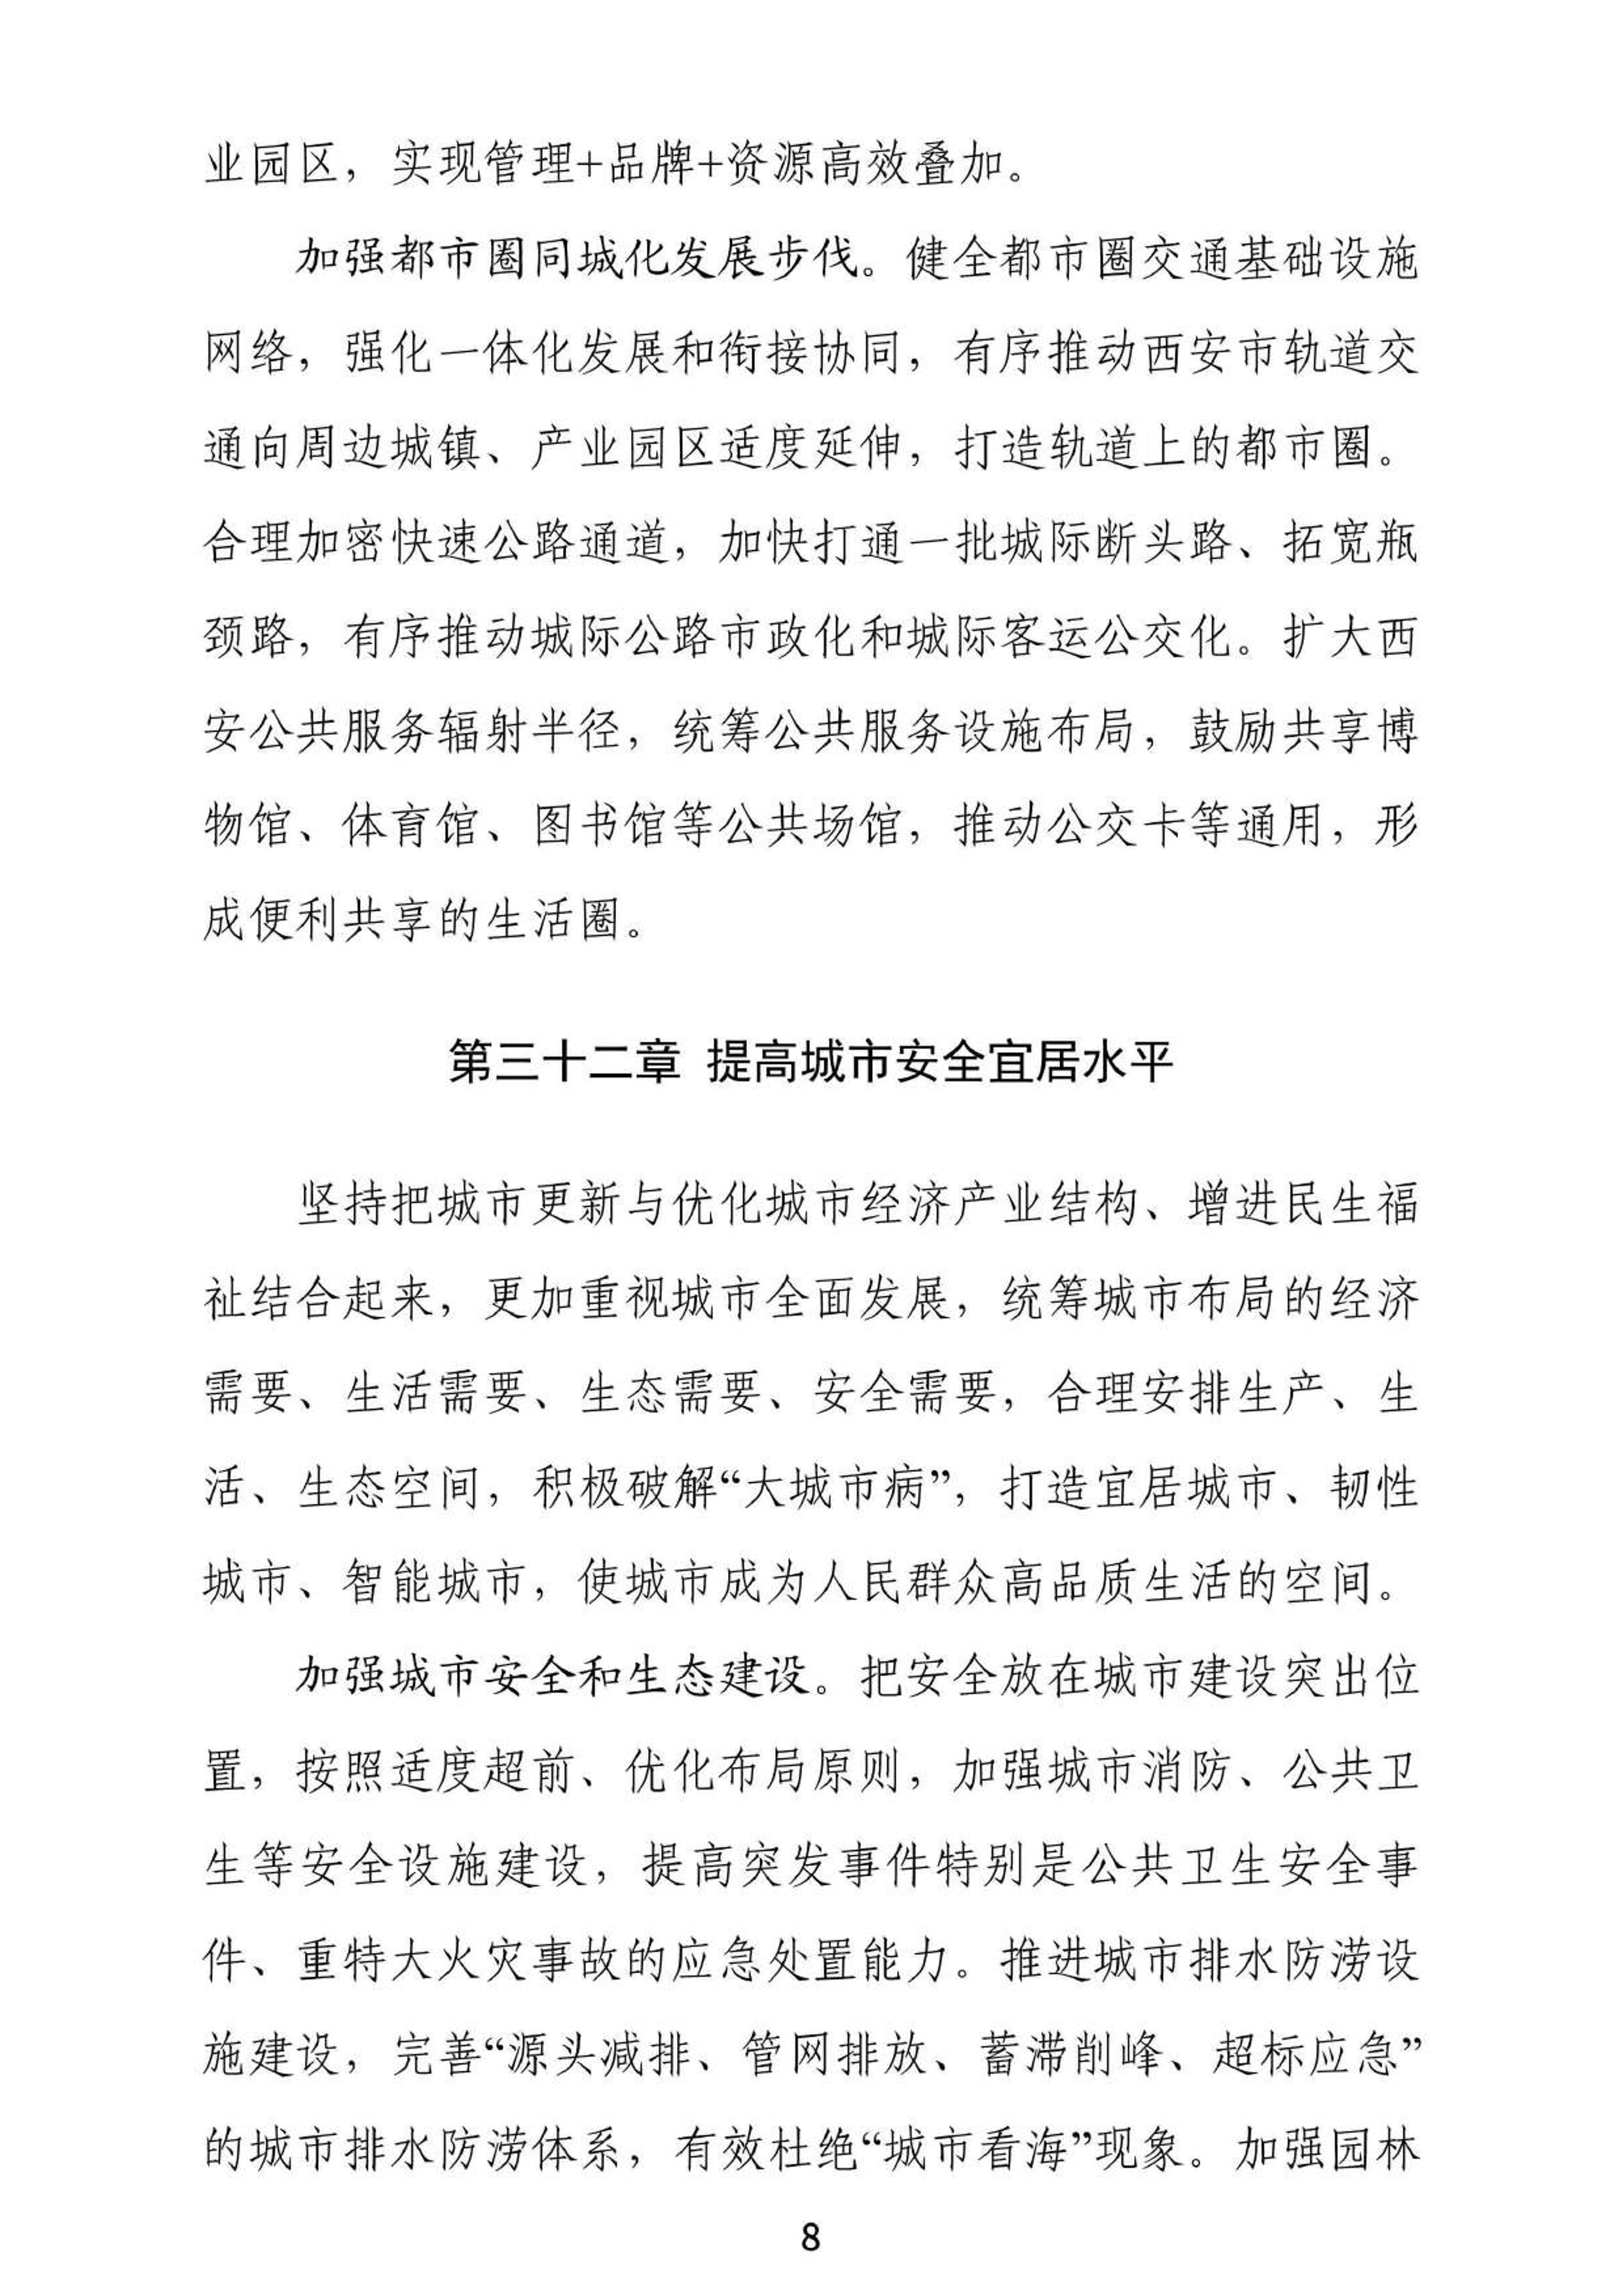 业园区，实现管理+品牌+资源高效叠加。
加强都市圈同城化发展步伐。健全都市圈交通基础设施
网络，强化一体化发展和衔接协同，有序推动西安市轨道交
通向周边城镇、产业园区适度延伸，打造轨道上的都市圈。
合理加密快速公路通道，加快打通一批城际断头路、拓宽瓶
颈路，有序推动城际公路市政化和城际客运公交化。扩大西
安公共服务辐射半径，统筹公共服务设施布局，鼓励共享博
物馆、体育馆、图书馆等公共场馆，推动公交卡等通用，形
成便利共享的生活圈。
第三十二章 提高城市安全宜居水平
坚持把城市更新与优化城市经济产业结构、增进民生福
祉结合起来，更加重视城市全面发展，统筹城市布局的经济
需要、生活需要、生态需要、安全需要，合理安排生产、生
活、生态空间，积极破解“大城市病”，打造宜居城市、韧性
城市、智能城市，使城市成为人民群众高品质生活的空间。
加强城市安全和生态建设。把安全放在城市建设突出位
置，按照适度超前、优化布局原则，加强城市消防、公共卫
生等安全设施建设，提高突发事件特别是公共卫生安全事
件、重特大火灾事故的应急处置能力。推进城市排水防涝设
施建设，完善“源头减排、管网排放、蓄滞削峰、超标应急”
的城市排水防涝体系，有效杜绝“城市看海”现象。加强园林
8